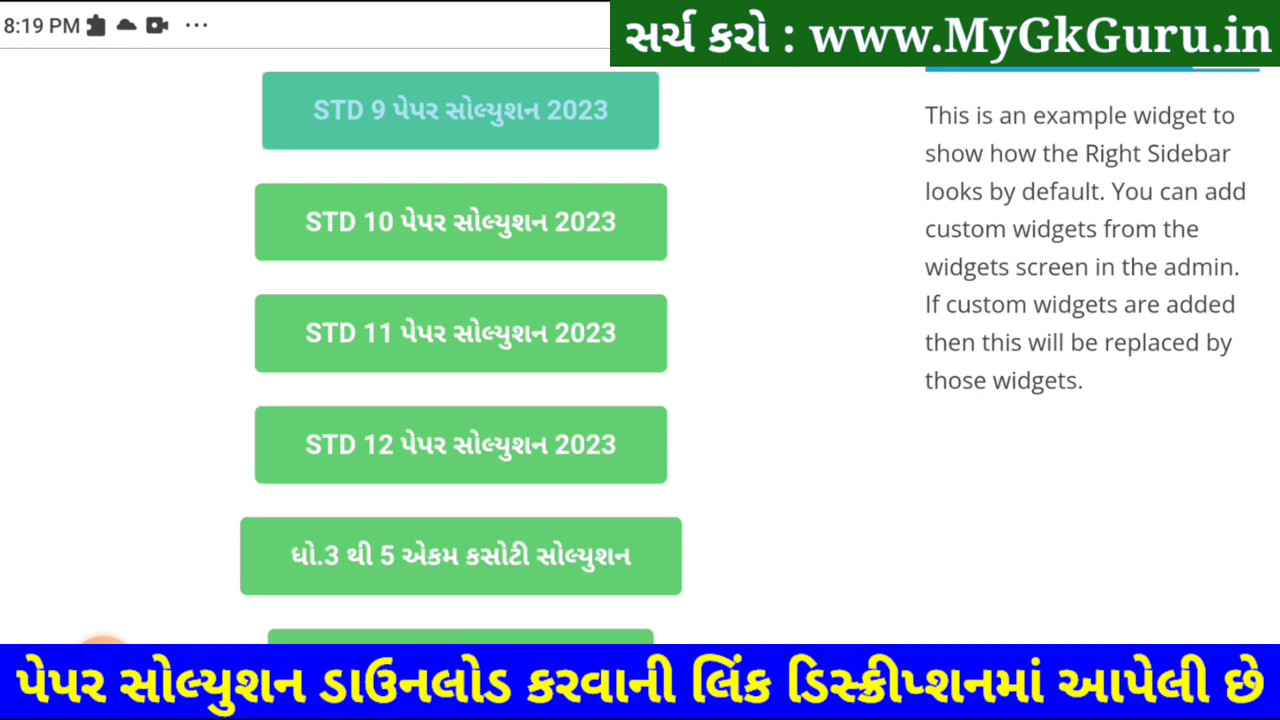 8:19 PM
સર્ચ કરો : www.MyGkGuru.in
STD 9 પેપર સોલ્યુશન 2023
STD 10 પેપર સોલ્યુશન 2023
STD 11 પેપર સોલ્યુશન 2023
STD 12 પેપર સોલ્યુશન 2023
ધો.3 થી 5 એકમ કસોટી સોલ્યુશન
This is an example widget to
show how the Right Sidebar
looks by default. You can add
custom widgets from the
widgets screen in the admin.
If custom widgets are added
then this will be replaced by
those widgets.
પેપર સોલ્યુશન ડાઉનલોડ કરવાની લિંક ડિસ્ક્રીપ્શનમાં આપેલી છે